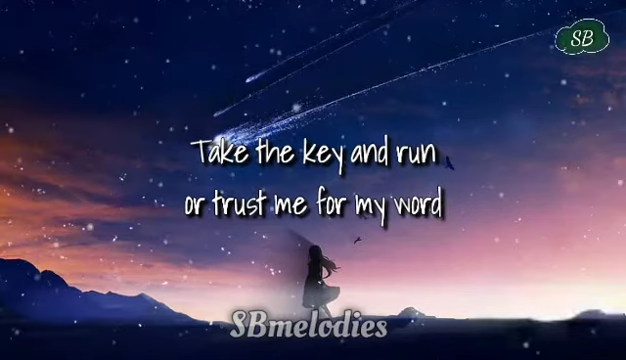 SB
Take the key and run
or trust me for my word
SBmelodies